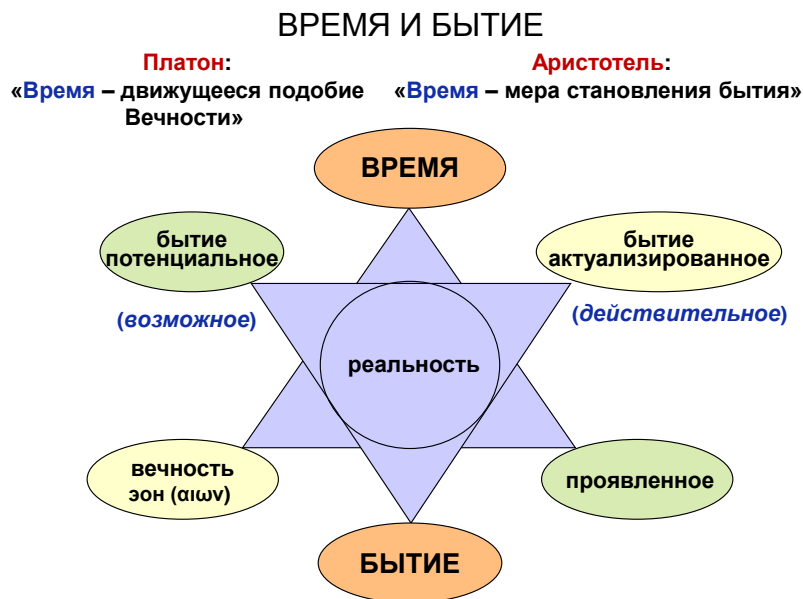 ВРЕМЯ И БЫТИЕ
Платон:
«Время – движущееся подобие
Вечности»
Аристотель:
«Время – мера становления бытия»
ВРЕМЯ
бытие
потенциальное
(возможное)
бытие
актуализированное
(действительное)
реальность
вечность
эон (αιων)
проявленное
БЫТИЕ